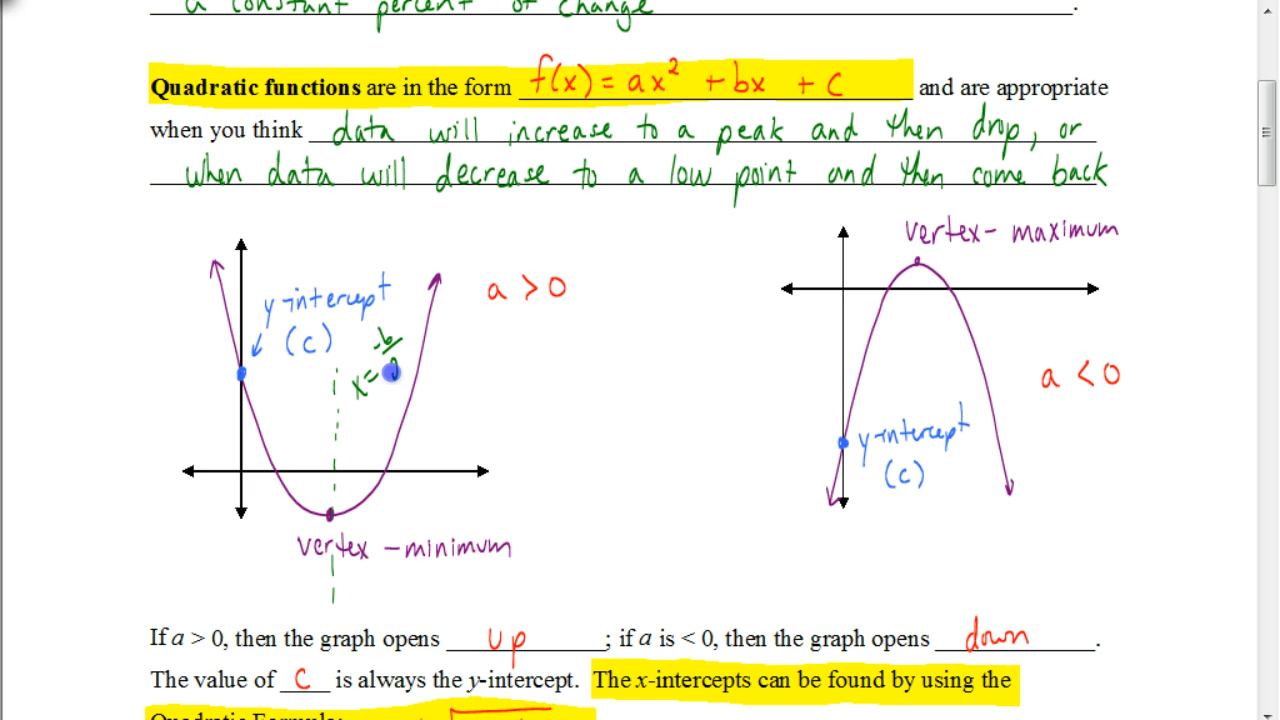 a constant percent of change.
Quadratic functions are in the form f(x) = ax² + bx + c and are appropriate
when you think data will increase to a peak and then drop, or
when data will decrease to a low point and then come back
vertex - maximum
y-intercept
(c)
a > 0
x = -b/
a < 0
y-intercept
(c)
vertex - minimum
If a > 0, then the graph opens up; if a is < 0, then the graph opens down.
The value of c is always the y-intercept. The x-intercepts can be found by using the
Quadratic Formula: